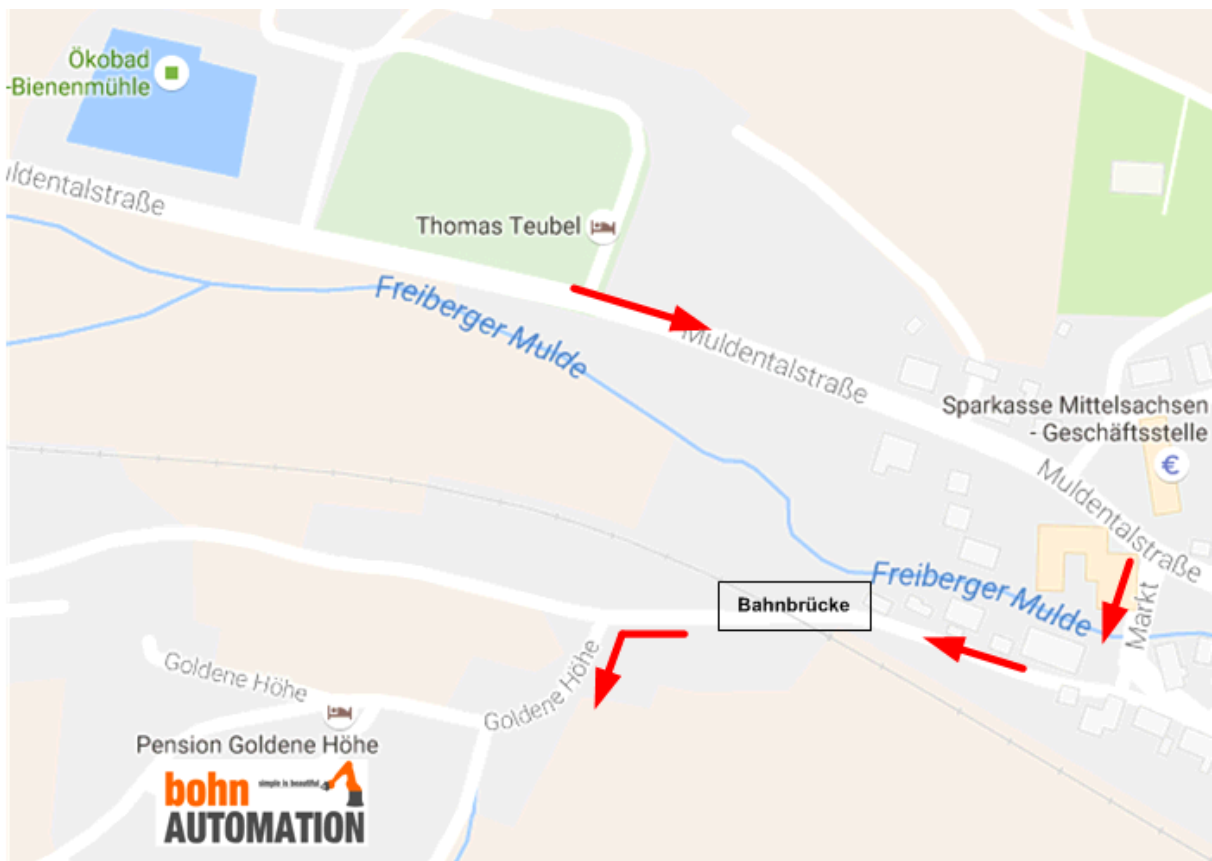 Ökobad
-Bienenmühle
uldentalstraße
Thomas Teubel
Freiberger Mulde
Muldentalstraße
Sparkasse Mittelsachsen
- Geschäftsstelle
€
Muldentalstraße
Freiberger Mulde
Bahnbrücke
Markt
Goldene Höhe
Goldene Höhe
Pension Goldene Höhe
bohn simple is beautiful
AUTOMATION